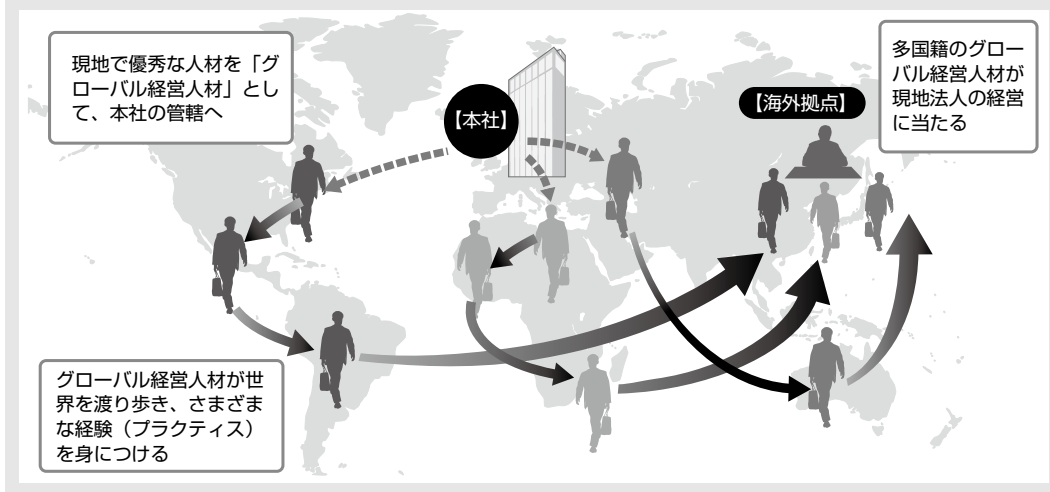 現地で優秀な人材を「グ
ローバル経営人材」とし
て、本社の管轄へ
【本社】
【海外拠点】
多国籍のグロー
バル経営人材が
現地法人の経営
に当たる
グローバル経営人材が世
界を渡り歩き、さまざま
な経験（プラクティス）
を身につける